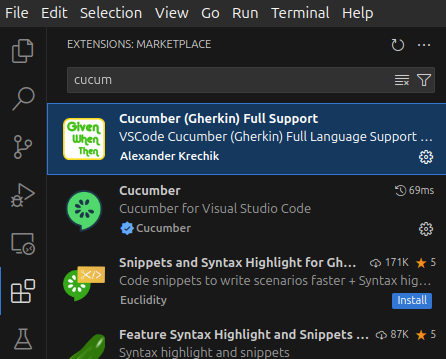 File Edit Selection View Go Run Terminal Help
EXTENSIONS: MARKETPLACE
cucum
Given
When
Then
Cucumber (Gherkin) Full Support
VSCode Cucumber (Gherkin) Full Language Support ...
Alexander Krechik
Cucumber 69ms
Cucumber for Visual Studio Code
Cucumber
Snippets and Syntax Highlight for Gh... 171K 5
Code snippets to write scenarios faster + Syntax hig...
Euclidity Install
Feature Syntax Highlight and Snippets ... 87K 5
Syntax highlight and snippets